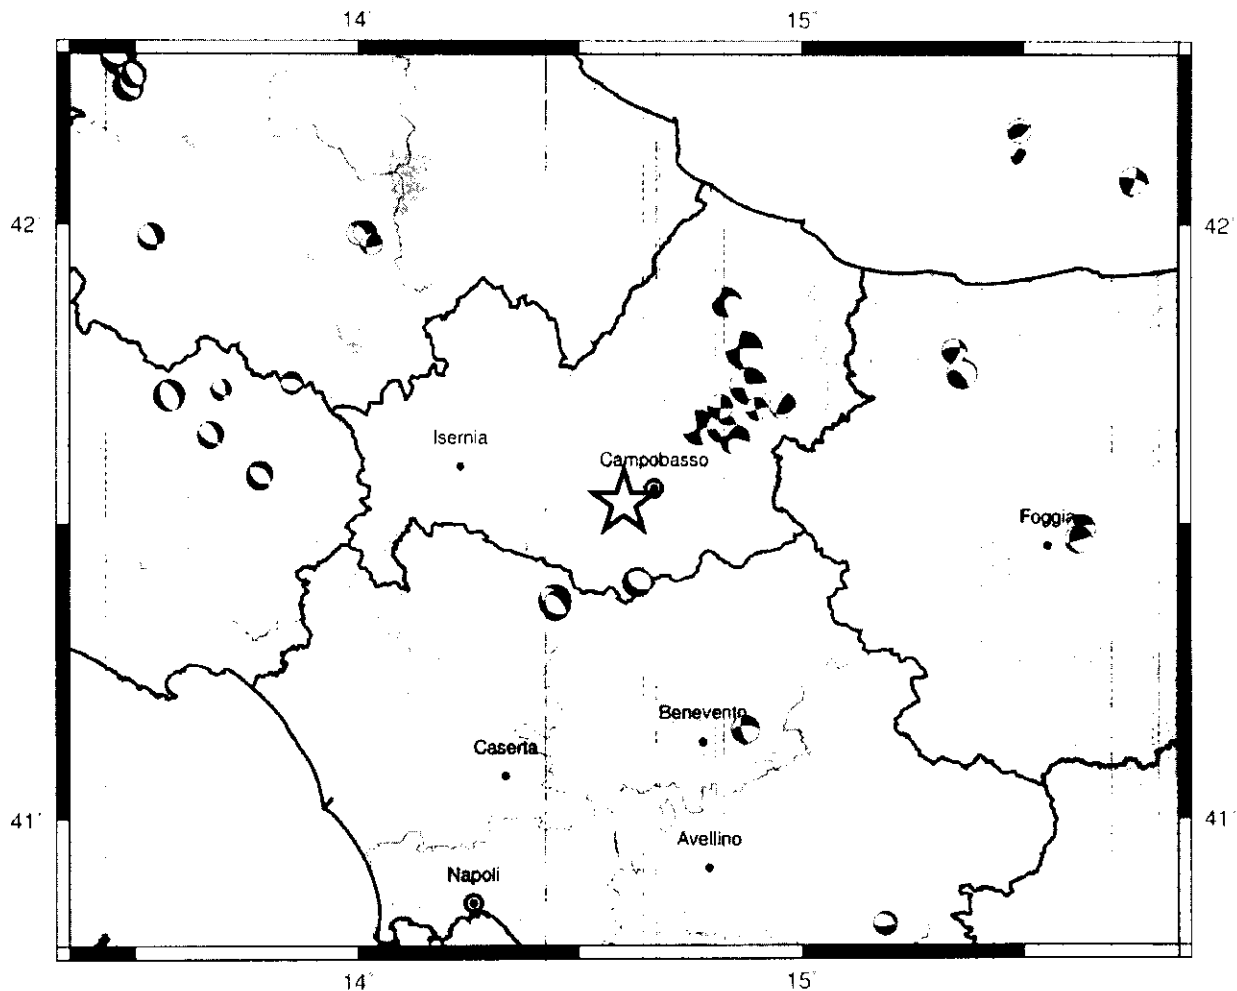 14° 15°
42° 42°
Isernia
Campobasso
Foggia
Benevento
Caserta
41° 41°
Avellino
Napoli
14° 15°